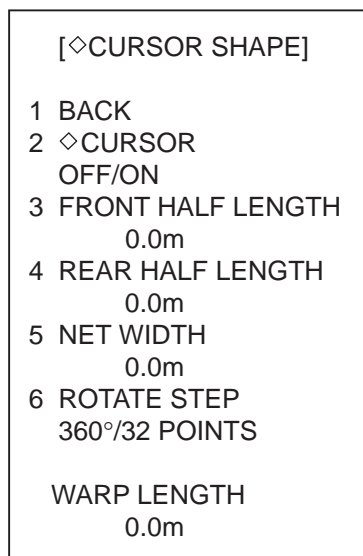 [◇CURSOR SHAPE]
1 BACK
2 ◇CURSOR
OFF/ON
3 FRONT HALF LENGTH
0.0m
4 REAR HALF LENGTH
0.0m
5 NET WIDTH
0.0m
6 ROTATE STEP
360°/32 POINTS
WARP LENGTH
0.0m